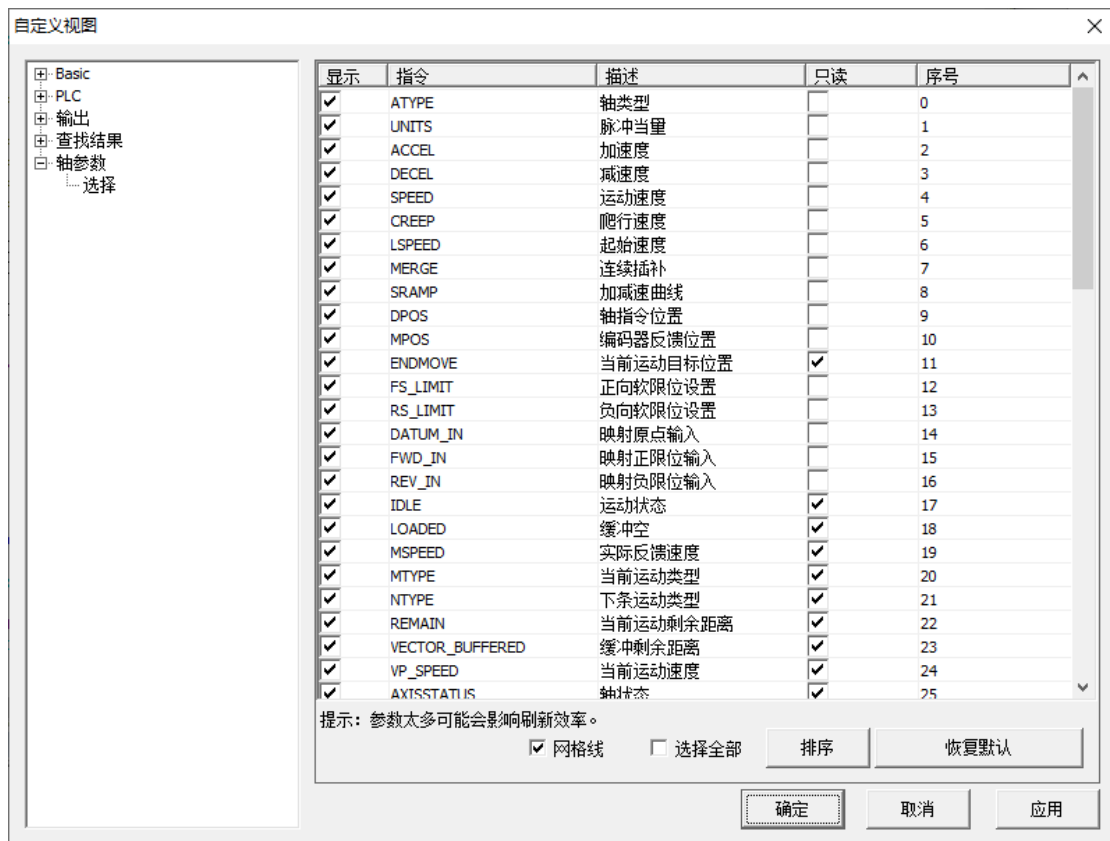 自定义视图
Basic
PLC
输出
查找结果
轴参数
选择
显示 指令 描述 只读 序号
ATYPE 轴类型 0
UNITS 脉冲当量 1
ACCEL 加速度 2
DECEL 减速度 3
SPEED 运动速度 4
CREEP 爬行速度 5
LSPEED 起始速度 6
MERGE 连续插补 7
SRAMP 加减速曲线 8
DPOS 轴指令位置 9
MPOS 编码器反馈位置 10
ENDMOVE 当前运动目标位置 11
FS_LIMIT 正向软限位设置 12
RS_LIMIT 负向软限位设置 13
DATUM_IN 映射原点输入 14
FWD_IN 映射正限位输入 15
REV_IN 映射负限位输入 16
IDLE 运动状态 17
LOADED 缓冲空 18
MSPEED 实际反馈速度 19
MTYPE 当前运动类型 20
NTYPE 下条运动类型 21
REMAIN 当前运动剩余距离 22
VECTOR_BUFFERED 缓冲剩余距离 23
VP_SPEED 当前运动速度 24
AXISSTATUS 轴状态 25
提示：参数太多可能会影响刷新效率。
网格线 选择全部 排序 恢复默认
确定 取消 应用